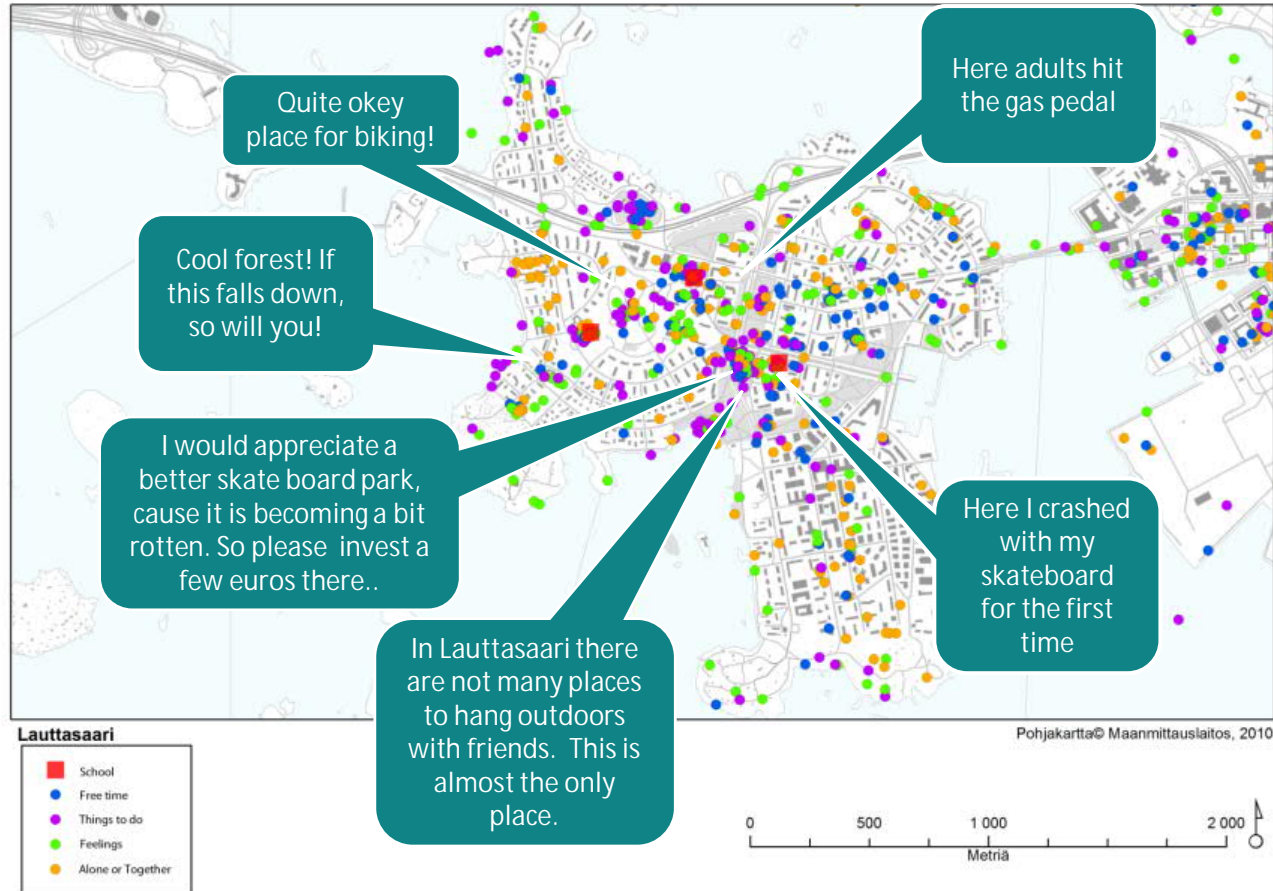 Here adults hit
the gas pedal
Quite okey
place for biking!
Cool forest! If
this falls down,
so will you!
I would appreciate a
better skate board park,
cause it is becoming a bit
rotten. So please invest a
few euros there..
Here I crashed
with my
skateboard
for the first
time
In Lauttasaari there
are not many places
to hang outdoors
with friends. This is
almost the only
place.
Lauttasaari
School
Free time
Things to do
Feelings
Alone or Together
Pohjakartta© Maanmittauslaitos, 2010
0 500 1 000 2 000
Metriä